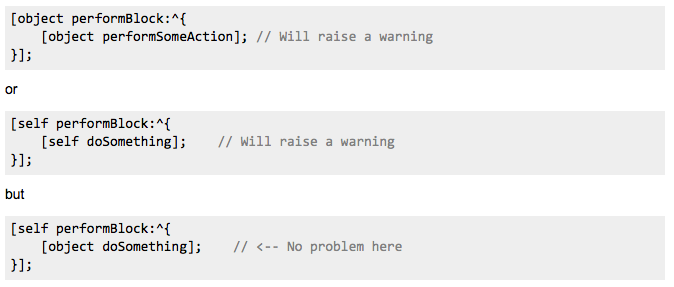 [object performBlock:^{
    [object performSomeAction]; // Will raise a warning
}];
or
[self performBlock:^{
    [self doSomething];    // Will raise a warning
}];
but
[self performBlock:^{
    [object doSomething];    // <-- No problem here
}];